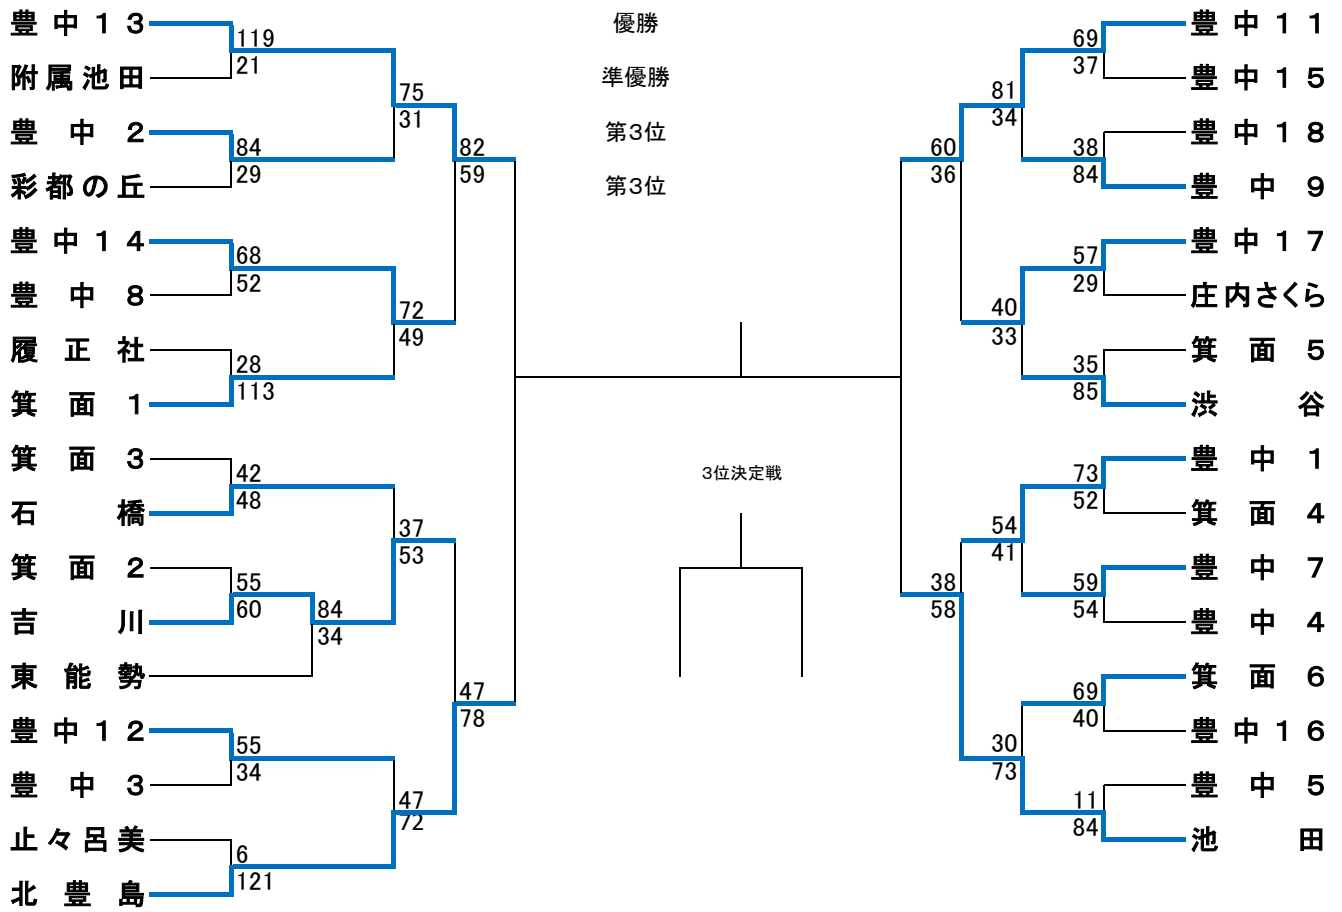 豊中１３
119
21
附属池田
75
31
豊中２
84
29
彩都の丘
82
59
豊中１４
68
52
豊中８
72
49
履正社
28
113
箕面１
箕面３
42
48
石橋
37
53
箕面２
55
60
吉川
84
34
東能勢
47
78
豊中１２
55
34
豊中３
47
72
止々呂美
6
121
北豊島
優勝
準優勝
第３位
第３位
３位決定戦
豊中１１
69
37
豊中１５
81
34
豊中１８
38
84
豊中９
60
36
豊中１７
57
29
庄内さくら
40
33
箕面５
35
85
渋谷
豊中１
73
52
箕面４
54
41
豊中７
59
54
豊中４
38
58
箕面６
69
40
豊中１６
30
73
豊中５
11
84
池田